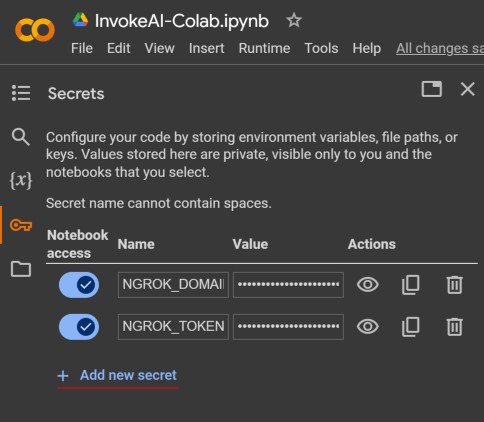 InvokeAI-Colab.ipynb
File Edit View Insert Runtime Tools Help All changes sa
Secrets
Configure your code by storing environment variables, file paths, or
keys. Values stored here are private, visible only to you and the
notebooks that you select.
Secret name cannot contain spaces.
Notebook
access Name Value Actions
NGROK_DOMAI
NGROK_TOKEN
+ Add new secret
{x}